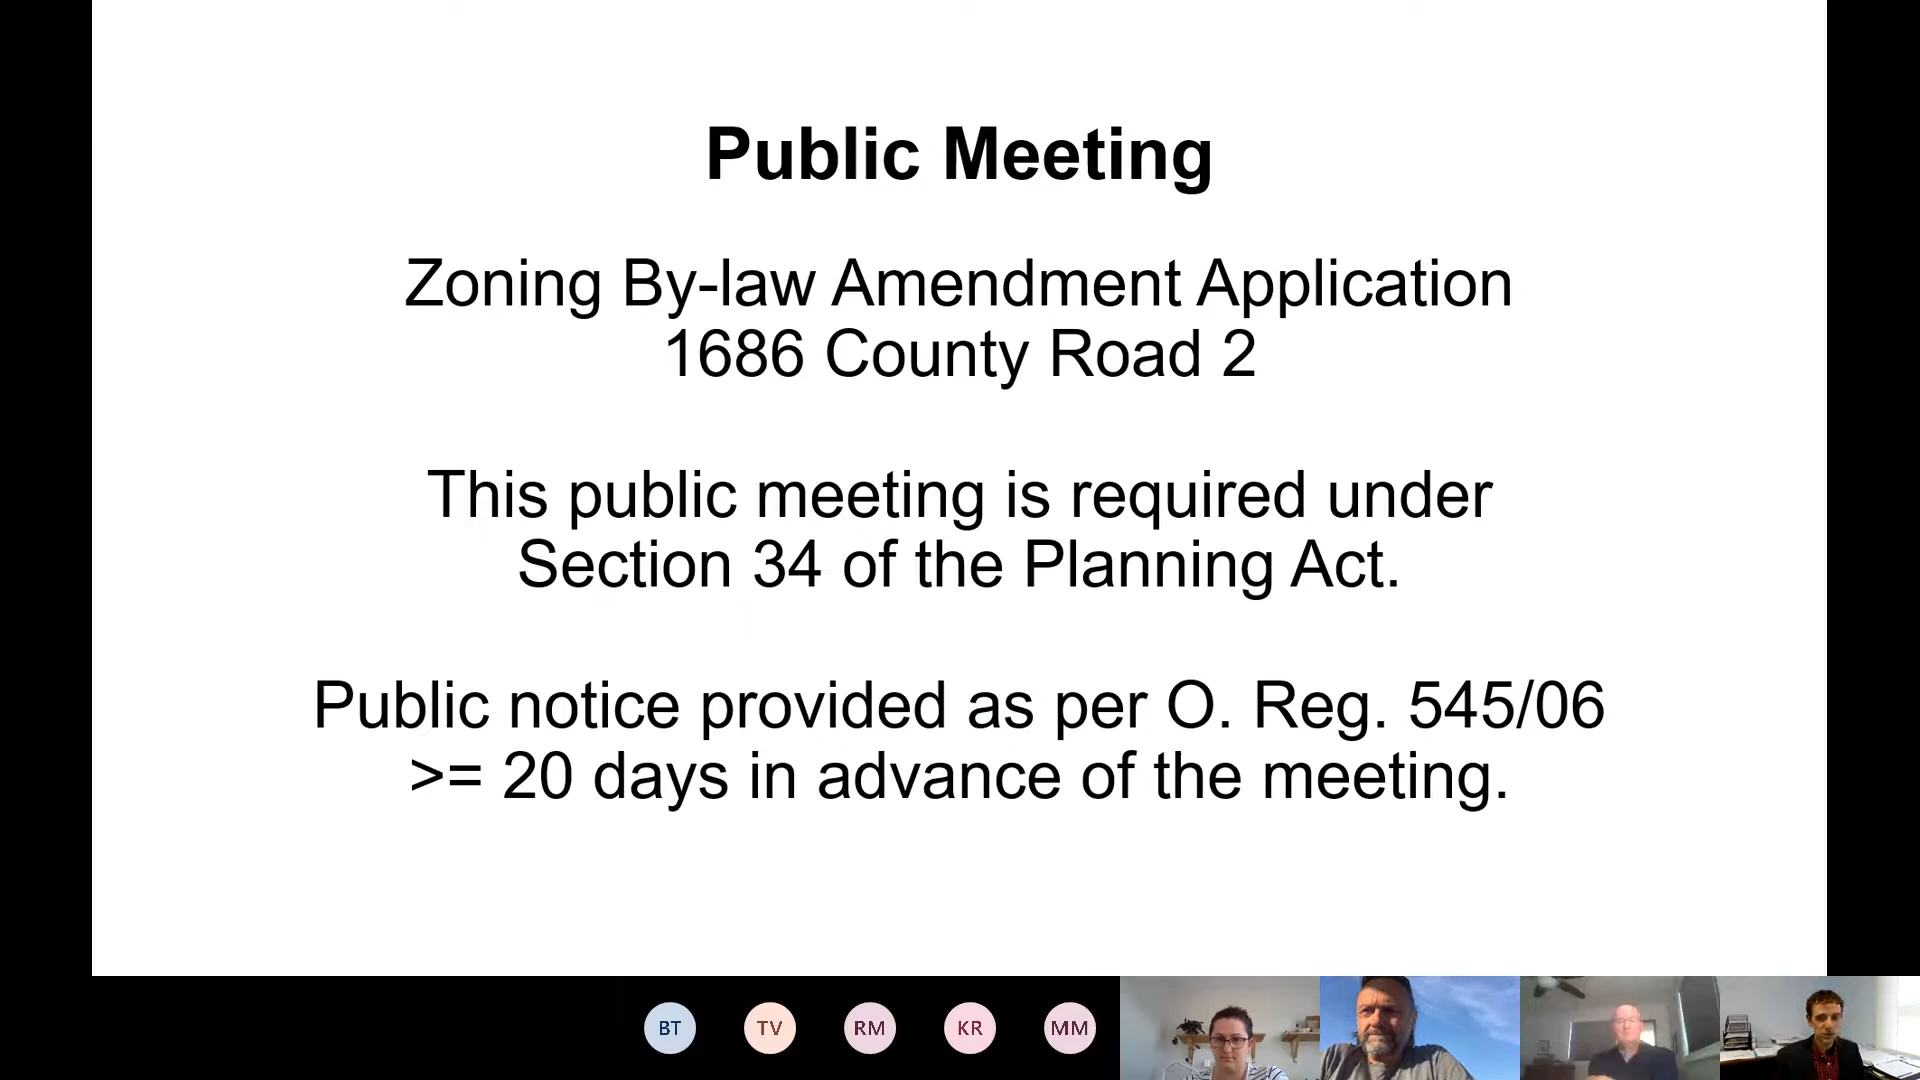 Public Meeting
Zoning By-law Amendment Application
1686 County Road 2
This public meeting is required under
Section 34 of the Planning Act.
Public notice provided as per O. Reg. 545/06
>= 20 days in advance of the meeting.
BT TV RM KR MM